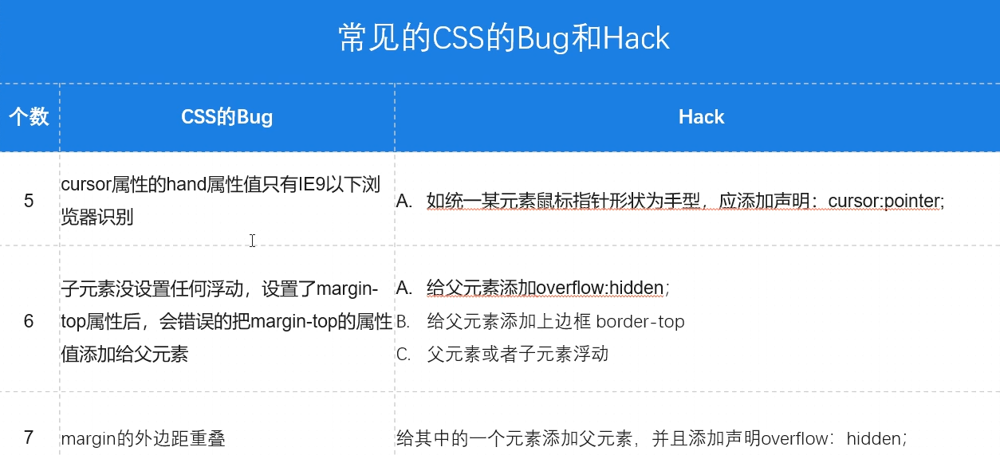 常见的CSS的Bug和Hack
个数
CSS的Bug
Hack
5
cursor属性的hand属性值只有IE9以下浏
览器识别
A. 如统一某元素鼠标指针形状为手型，应添加声明：cursor:pointer;
6
子元素没设置任何浮动，设置了margin-
top属性后，会错误的把margin-top的属性
值添加给父元素
A. 给父元素添加overflow:hidden；
B. 给父元素添加上边框 border-top
C. 父元素或者子元素浮动
7
margin的外边距重叠
给其中的一个元素添加父元素，并且添加声明overflow：hidden；